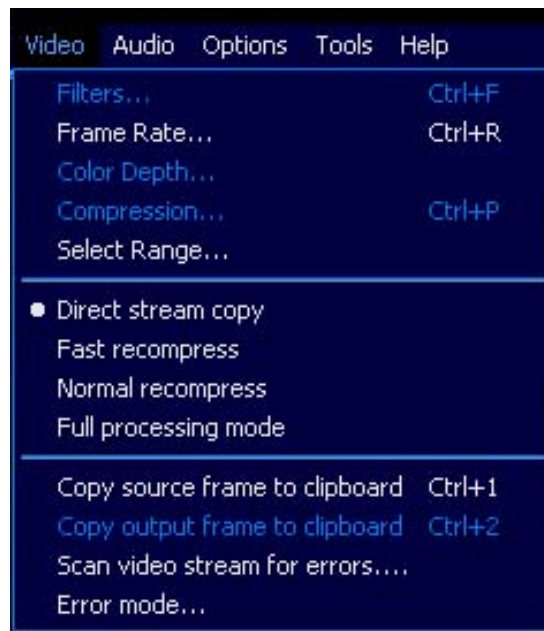 Video Audio Options Tools Help
Filters... Ctrl+F
Frame Rate... Ctrl+R
Color Depth...
Compression... Ctrl+P
Select Range...
Direct stream copy
Fast recompress
Normal recompress
Full processing mode
Copy source frame to clipboard Ctrl+1
Copy output frame to clipboard Ctrl+2
Scan video stream for errors....
Error mode...